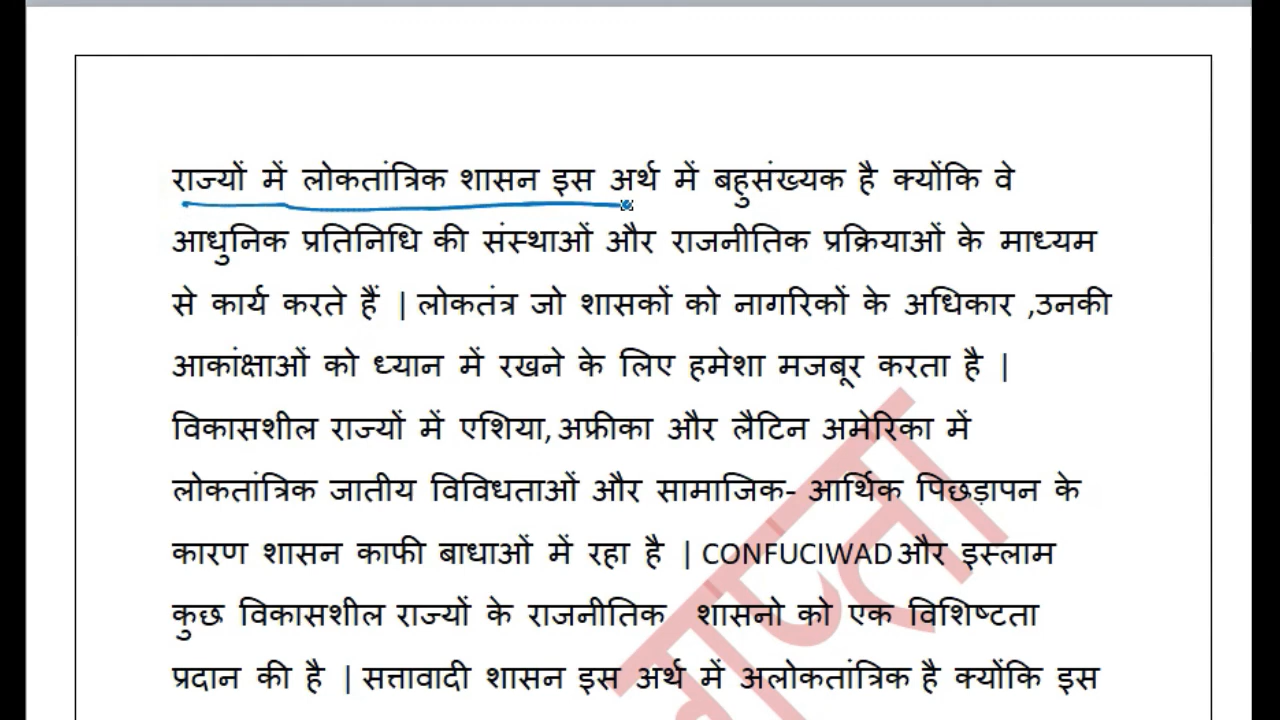 राज्यों में लोकतांत्रिक शासन इस अर्थ में बहुसंख्यक है क्योंकि वे
आधुनिक प्रतिनिधि की संस्थाओं और राजनीतिक प्रक्रियाओं के माध्यम
से कार्य करते हैं | लोकतंत्र जो शासकों को नागरिकों के अधिकार ,उनकी
आकांक्षाओं को ध्यान में रखने के लिए हमेशा मजबूर करता है |
विकासशील राज्यों में एशिया,अफ्रीका और लैटिन अमेरिका में
लोकतांत्रिक जातीय विविधताओं और सामाजिक- आर्थिक पिछड़ापन के
कारण शासन काफी बाधाओं में रहा है | CONFUCIWAD और इस्लाम
कुछ विकासशील राज्यों के राजनीतिक शासनो को एक विशिष्टता
प्रदान की है | सत्तावादी शासन इस अर्थ में अलोकतांत्रिक है क्योंकि इस